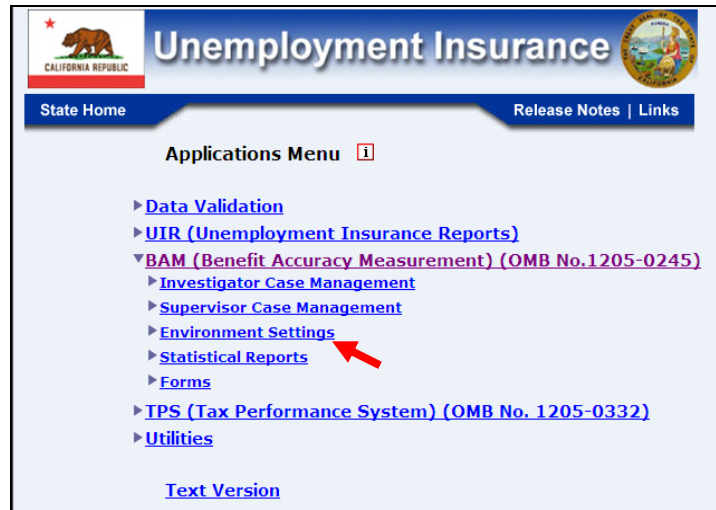 CALIFORNIA REPUBLIC
Unemployment Insurance
State Home
Release Notes | Links
Applications Menu i
Data Validation
UIR (Unemployment Insurance Reports)
BAM (Benefit Accuracy Measurement) (OMB No.1205-0245)
Investigator Case Management
Supervisor Case Management
Environment Settings
Statistical Reports
Forms
TPS (Tax Performance System) (OMB No. 1205-0332)
Utilities
Text Version